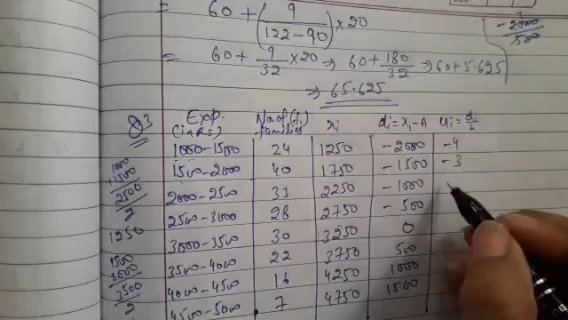 = 60 + (9/(122-90)) × 20
-2000
500
= 60 + 9/32 × 20 ⇒ 60 + 180/32 ⇒ 60 + 5.625
⇒ 65.625
Q3 Exp. (in RS) No of (fi) families xi di = xi - A ui = di/h
1000-1500 24 1250 -2000 -4
1500-2000 40 1750 -1500 -3
2000-2500 33 2250 -1000
2500-3000 28 2750 -500
3000-3500 30 3250 0
3500-4000 22 3750 500
4000-4500 16 4250 1000
4500-5000 7 4750 1500
1000
1500
2500
2
1250
1500
2000
3500
2